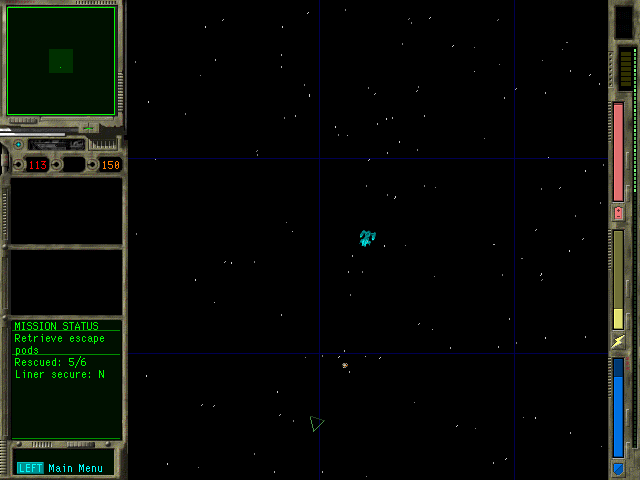 113 150
MISSION STATUS
Retrieve escape
pods
Rescued: 5/6
Liner secure: N
LEFT Main Menu